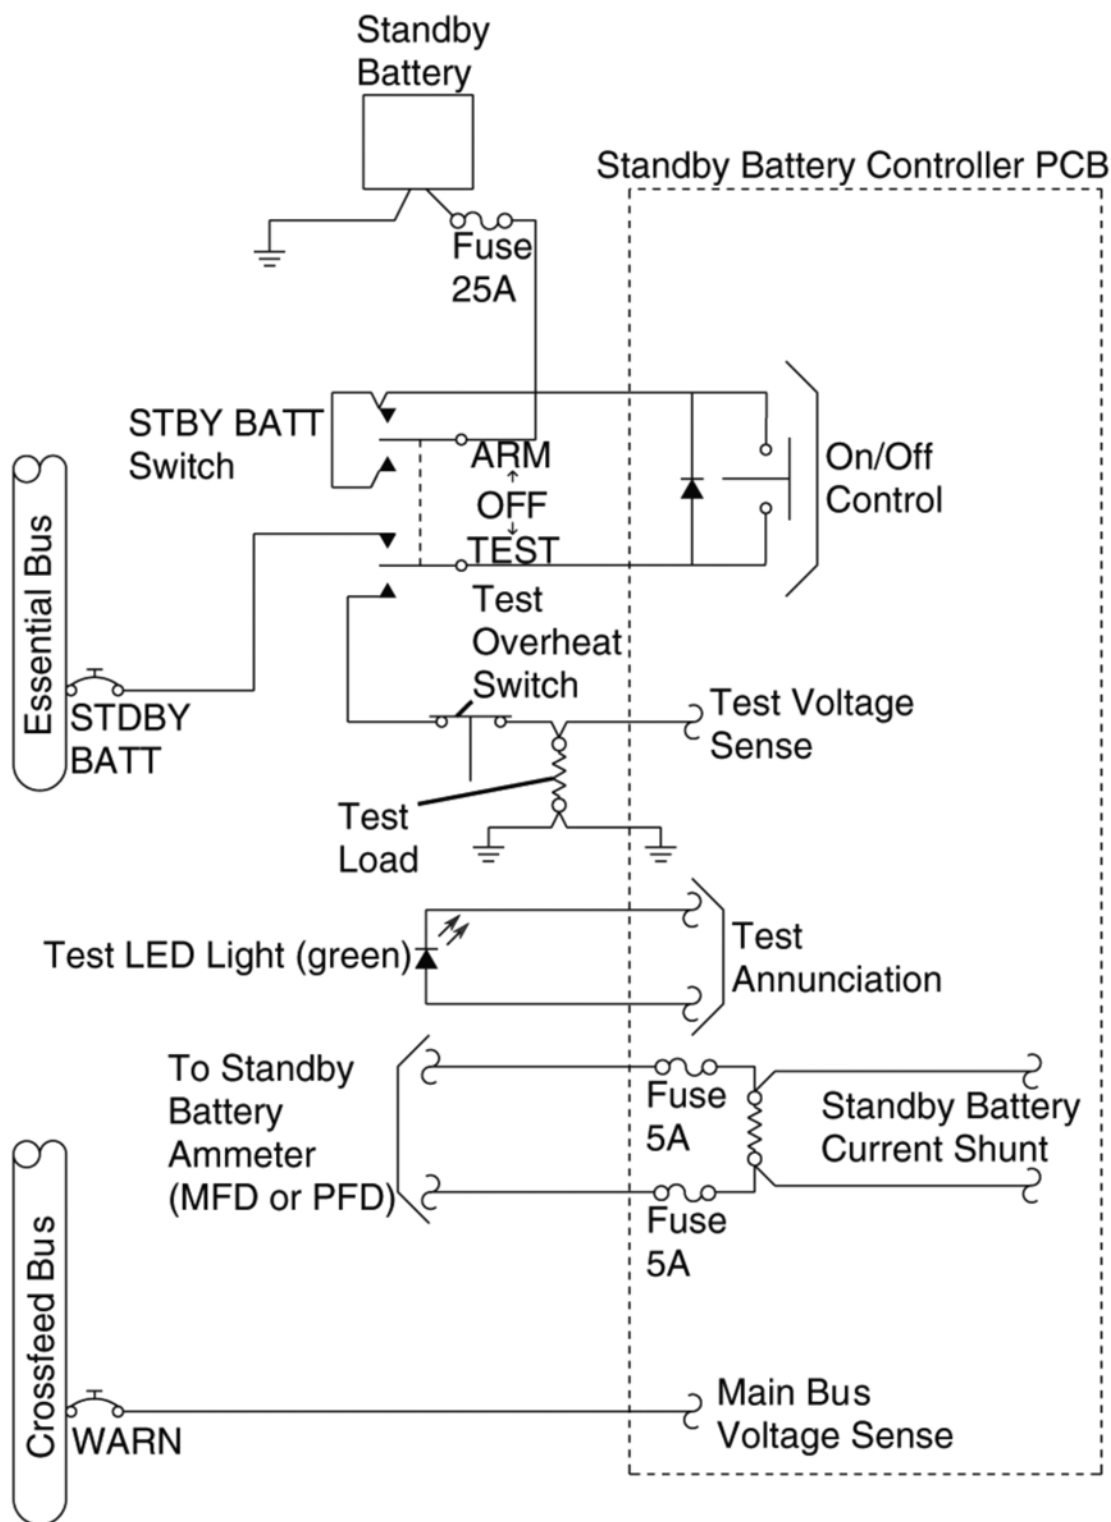 Standby
Battery
Standby Battery Controller PCB
Fuse
25A
STBY BATT
Switch
ARM
OFF
TEST
On/Off
Control
Essential Bus
STDBY
BATT
Test
Overheat
Switch
Test Voltage
Sense
Test
Load
Test LED Light (green)
Test
Annunciation
To Standby
Battery
Ammeter
(MFD or PFD)
Fuse
5A
Standby Battery
Current Shunt
Fuse
5A
Crossfeed Bus
WARN
Main Bus
Voltage Sense